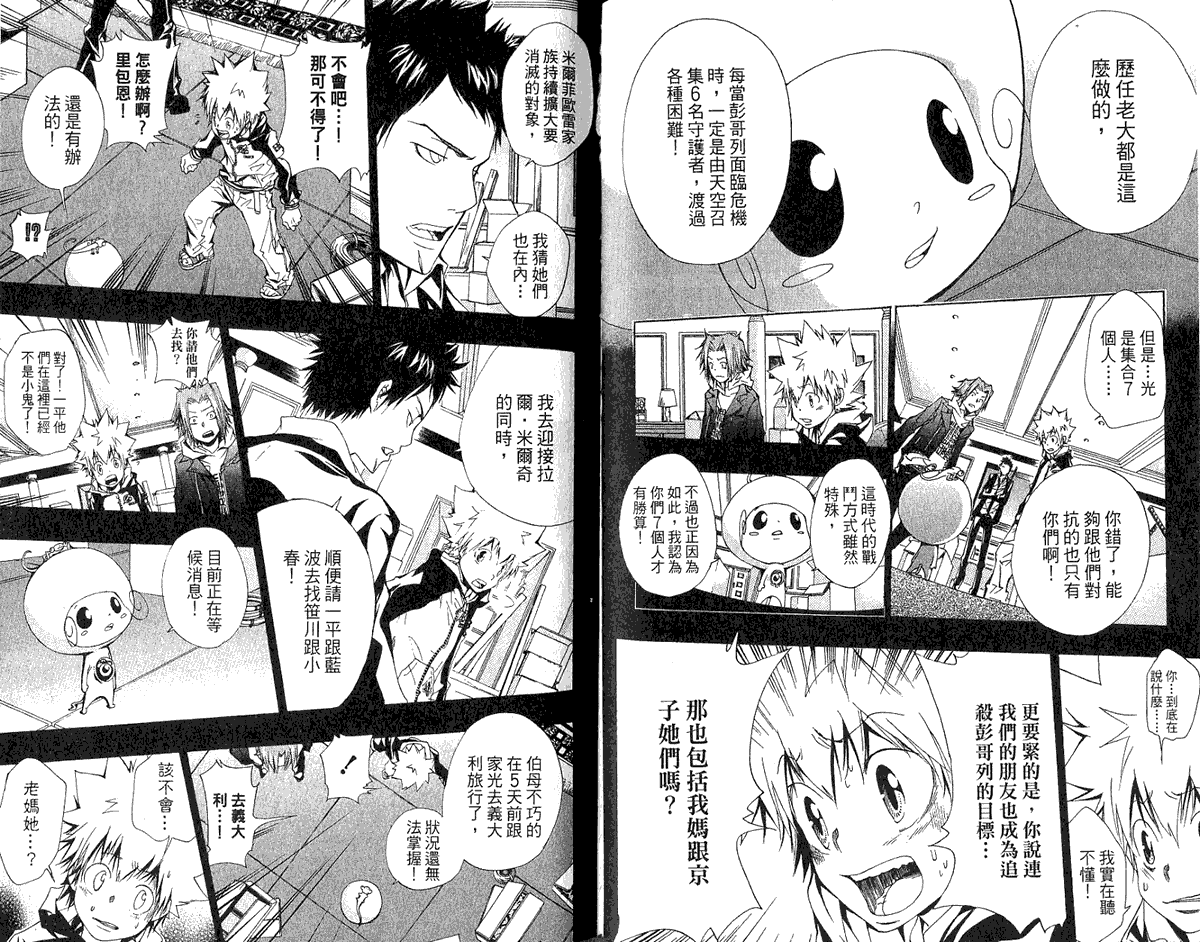 歷任老大都是這
麼做的，
每當彭哥列面臨危機
時，一定是由天空召
集6名守護者，渡過
各種困難！
但是…光
是集合7
個人……
你錯了，能
夠跟他們對
抗的也只有
你們啊！
這時代的戰
鬥方式雖然
特殊，
不過也正因為
如此，我認為
你們7個人才
有勝算！
你…到底在
說什麼……
我實在聽
不懂！
更要緊的是，你說連
我們的朋友也成為追
殺彭哥列的目標…
那也包括我媽跟京
子她們嗎？
米爾菲歐雷家
族持續擴大要
消滅的對象，
我猜她們
也在內…
不會吧…！
那可不得了！
怎麼辦啊？
里包恩！
還是有辦
法的！
!?
我去迎接拉
爾·米爾奇
的同時，
順便請一平跟藍
波去找笹川跟小
春！
你請他們
去找？
對了！一平他
們在這裡已經
不是小鬼了！
目前正在等
候消息！
伯母不巧的
在5天前跟
家光去義大
利旅行了，
狀況還無
法掌握！
！
去義大
利…！
該不會…
老媽她…？